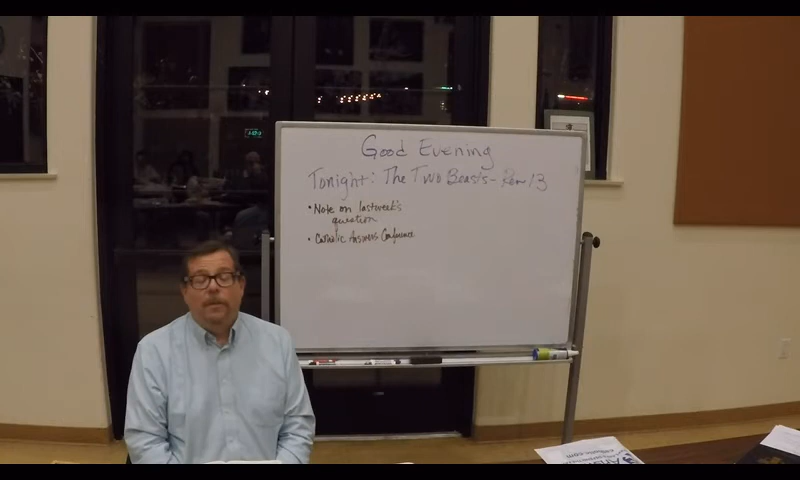 Good Evening
Tonight: The Two Beasts - Rev 13
• Note on last week's
question
• Catholic Answers Conference